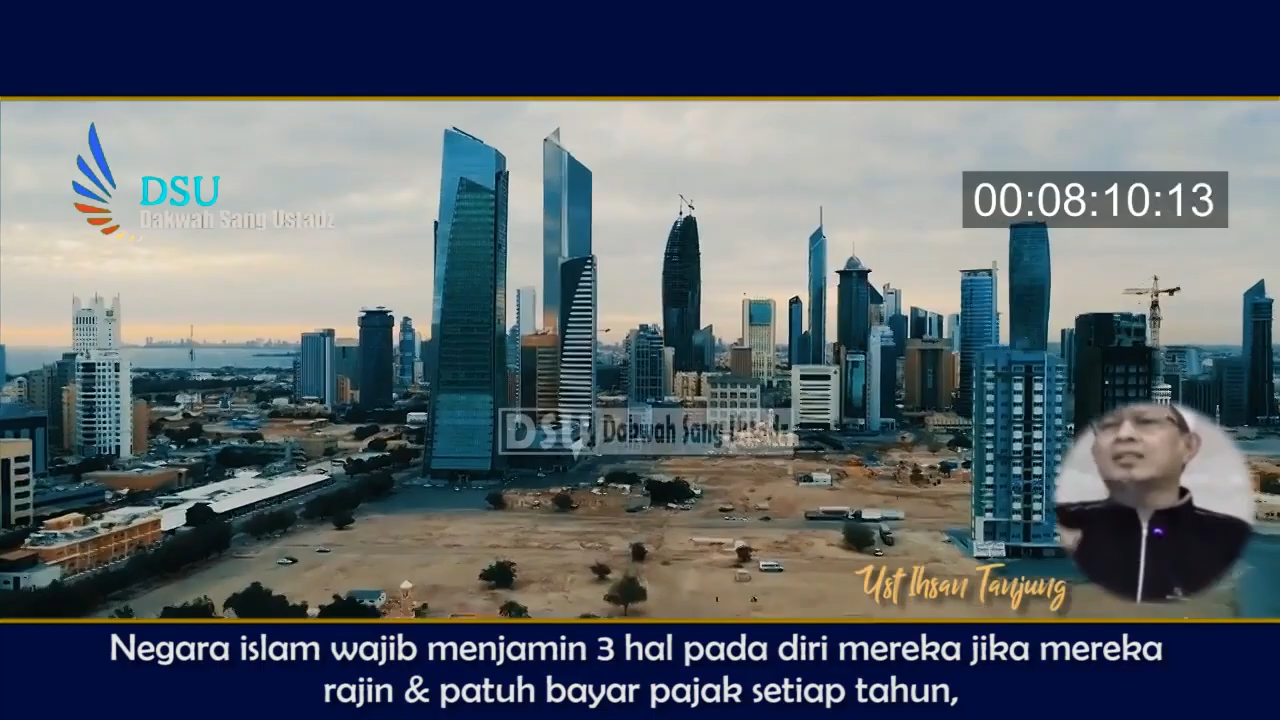 DSU
Dakwah Sang Ustadz
00:08:10:13
DSU Dakwah Sang Ustadz
Ust Ihsan Tanjung
Negara islam wajib menjamin 3 hal pada diri mereka jika mereka
rajin & patuh bayar pajak setiap tahun,